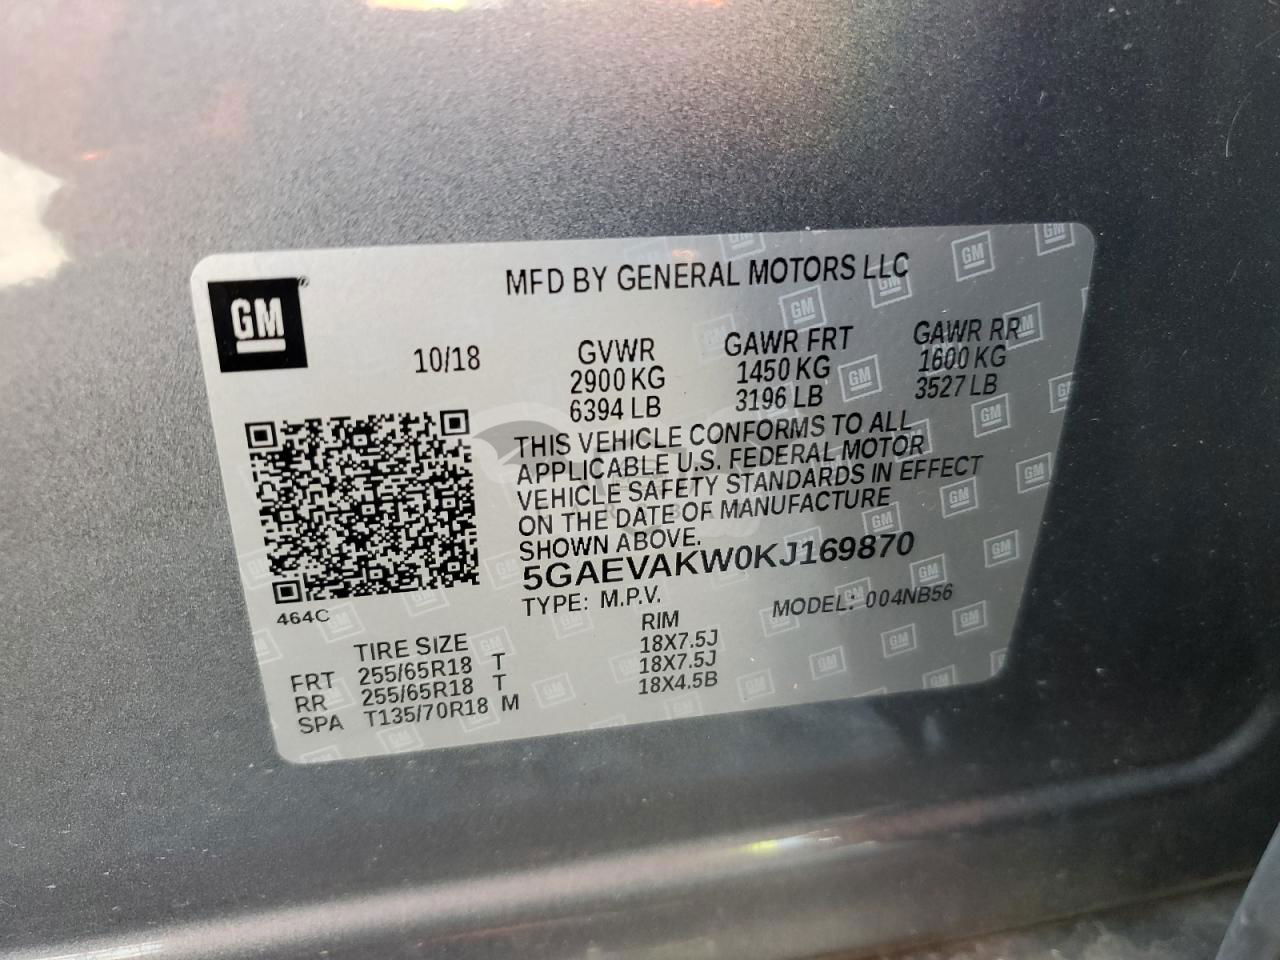 GM
MFD BY GENERAL MOTORS LLC
10/18
GVWR GAWR FRT GAWR RR
2900 KG 1450 KG 1600 KG
6394 LB 3196 LB 3527 LB
THIS VEHICLE CONFORMS TO ALL
APPLICABLE U.S. FEDERAL MOTOR
VEHICLE SAFETY STANDARDS IN EFFECT
ON THE DATE OF MANUFACTURE
SHOWN ABOVE.
5GAEVAKW0KJ169870
TYPE: M.P.V. MODEL: 004NB56
464C
TIRE SIZE RIM
FRT 255/65R18 T 18X7.5J
RR 255/65R18 T 18X7.5J
SPA T135/70R18 M 18X4.5B